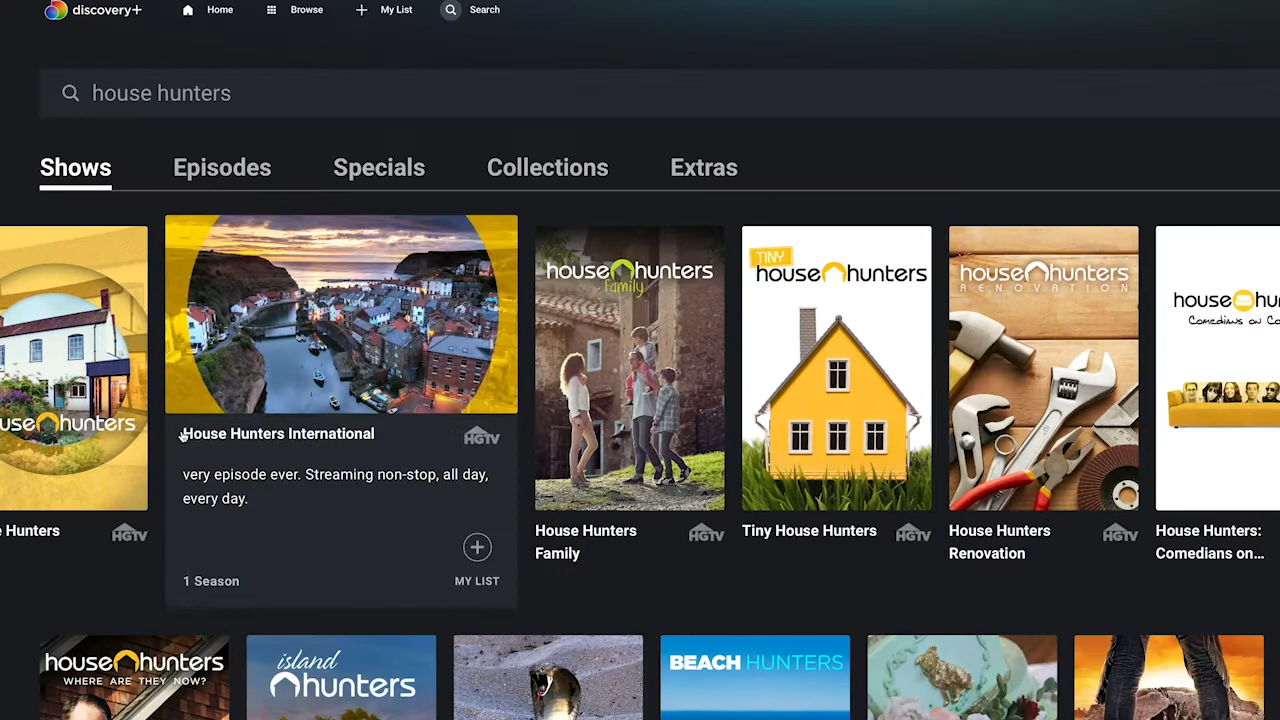 discovery+
Home
Browse
My List
Search
house hunters
Shows
Episodes
Specials
Collections
Extras
house hunters
Family
TINY
house hunters
house hunters
RENOVATION
house
Comedians on
use hunters
House Hunters International
HGTV
very episode ever. Streaming non-stop, all day,
every day.
e Hunters
HGTV
House Hunters
Family
HGTV
Tiny House Hunters
HGTV
House Hunters
Renovation
HGTV
House Hunters:
Comedians on...
1 Season
MY LIST
house hunters
WHERE ARE THEY NOW?
island
hunters
BEACH HUNTERS